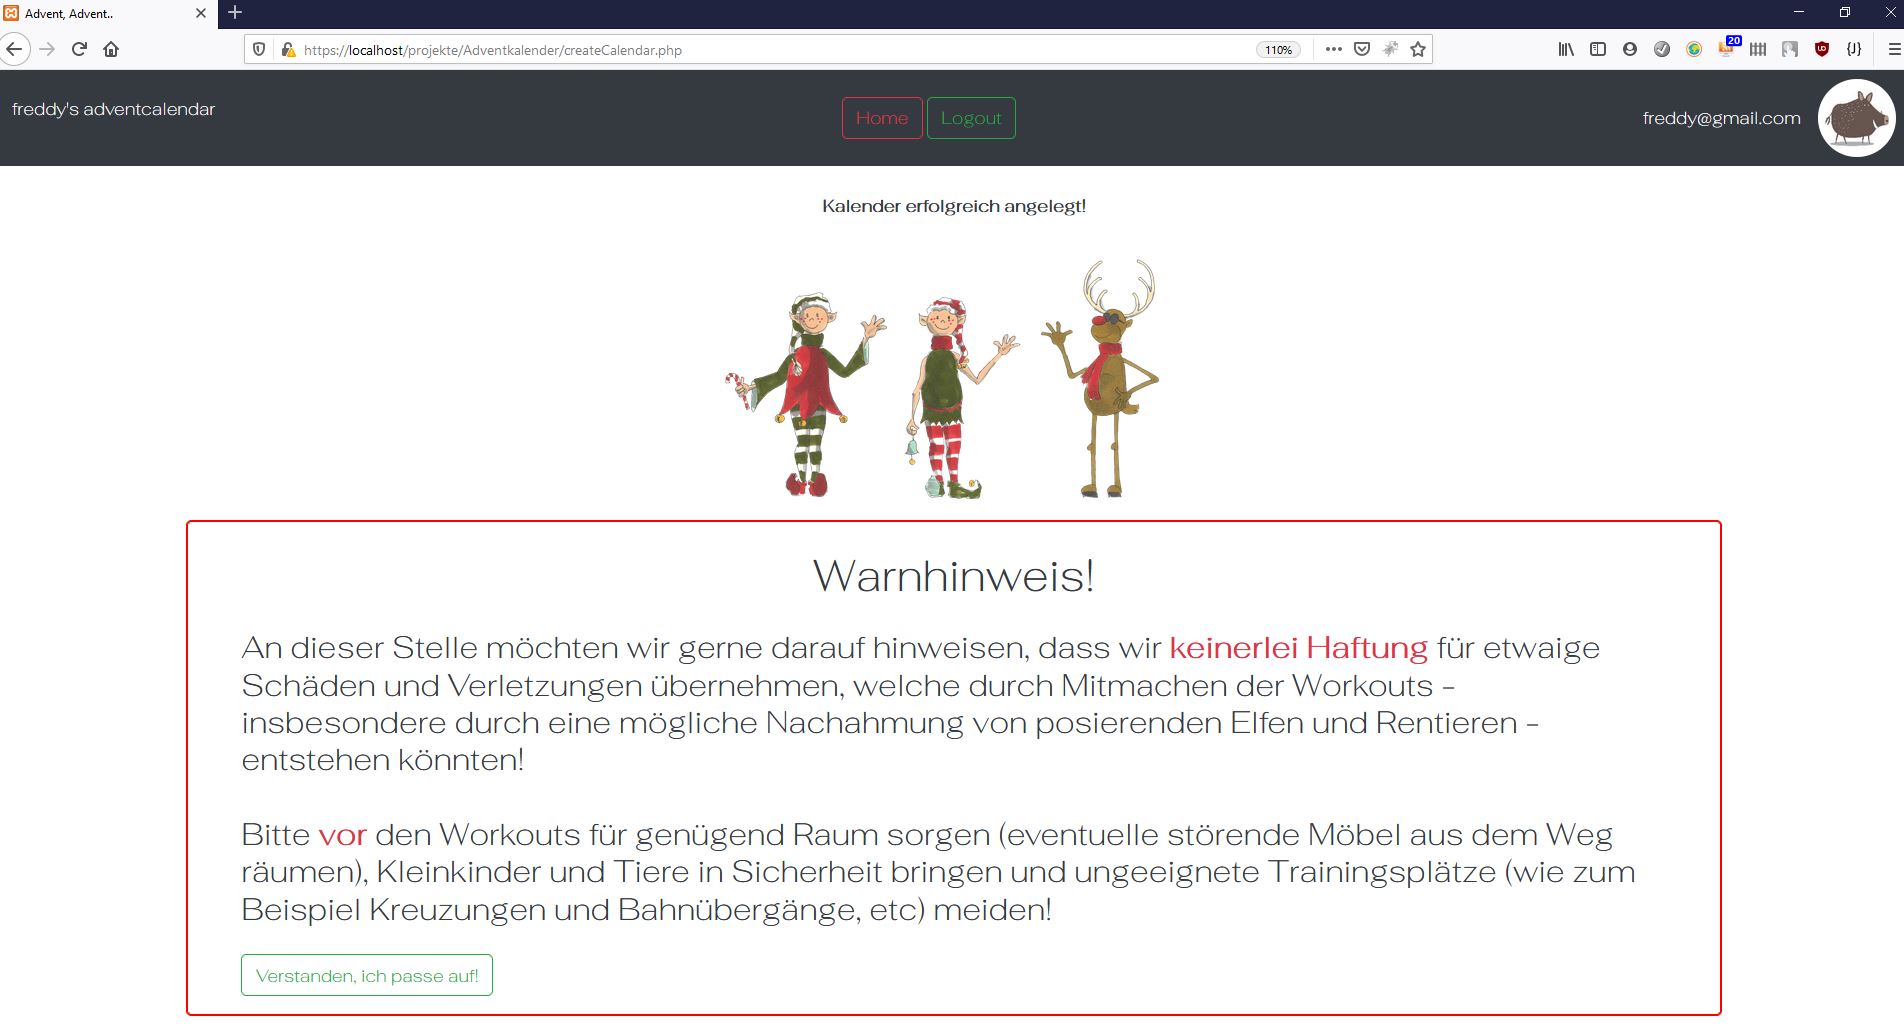 Advent, Advent..
https://localhost/projekte/Adventkalender/createCalendar.php
110%
20
freddy's adventcalendar
Home
Logout
freddy@gmail.com
Kalender erfolgreich angelegt!
Warnhinweis!
An dieser Stelle möchten wir gerne darauf hinweisen, dass wir keinerlei Haftung für etwaige
Schäden und Verletzungen übernehmen, welche durch Mitmachen der Workouts -
insbesondere durch eine mögliche Nachahmung von posierenden Elfen und Rentieren -
entstehen könnten!
Bitte vor den Workouts für genügend Raum sorgen (eventuelle störende Möbel aus dem Weg
räumen), Kleinkinder und Tiere in Sicherheit bringen und ungeeignete Trainingsplätze (wie zum
Beispiel Kreuzungen und Bahnübergänge, etc) meiden!
Verstanden, ich passe auf!